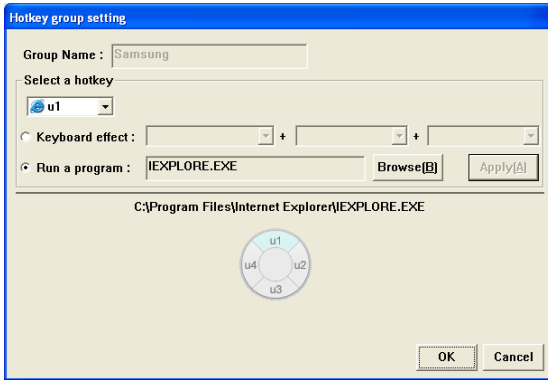 Hotkey group setting
Group Name : Samsung
Select a hotkey
u1
Keyboard effect : + +
Run a program : IEXPLORE.EXE Browse(B) Apply(A)
C:\Program Files\Internet Explorer\IEXPLORE.EXE
u1
u4 u2
u3
OK Cancel